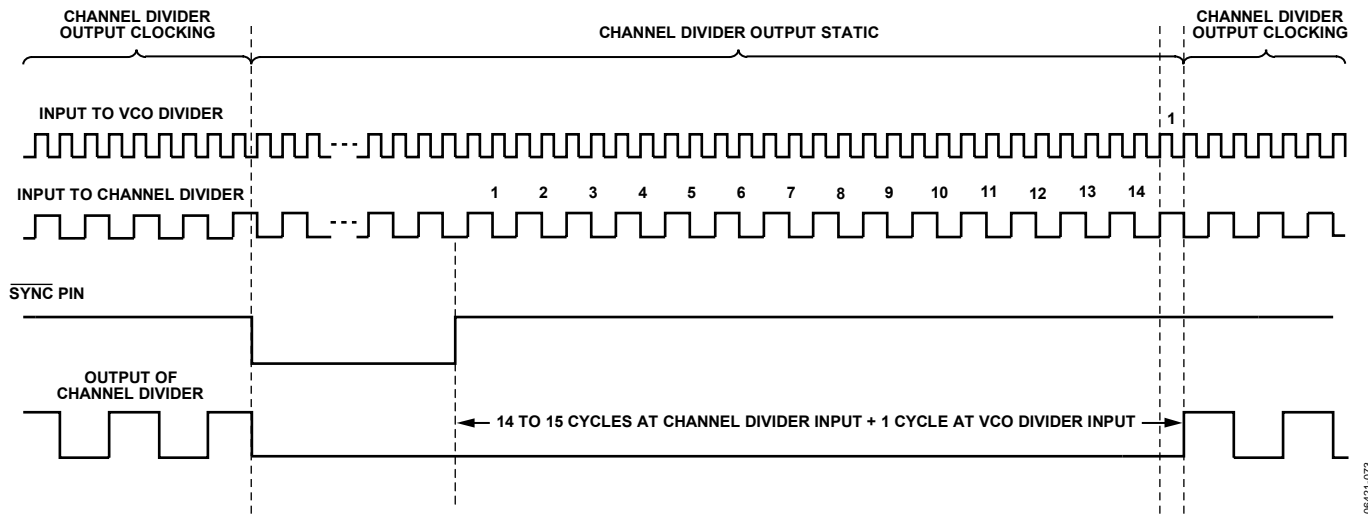 CHANNEL DIVIDER
OUTPUT CLOCKING
CHANNEL DIVIDER OUTPUT STATIC
CHANNEL DIVIDER
OUTPUT CLOCKING
INPUT TO VCO DIVIDER
1
INPUT TO CHANNEL DIVIDER
1 2 3 4 5 6 7 8 9 10 11 12 13 14
SYNC PIN
OUTPUT OF
CHANNEL DIVIDER
14 TO 15 CYCLES AT CHANNEL DIVIDER INPUT + 1 CYCLE AT VCO DIVIDER INPUT
06421-073